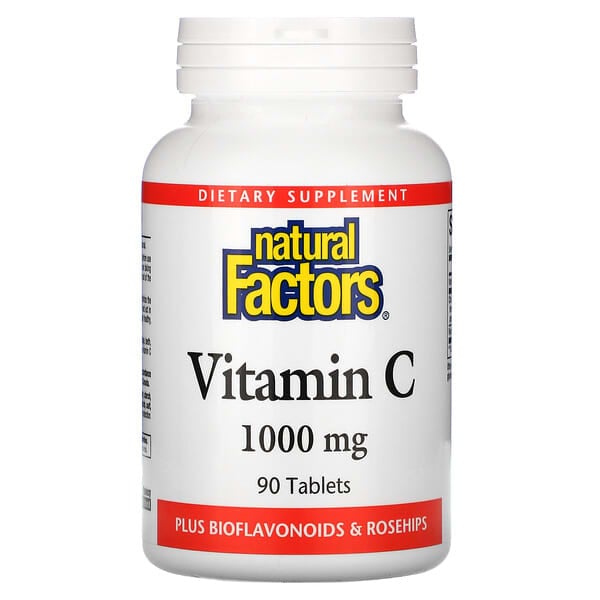 DIETARY SUPPLEMENT
natural
Factors®
Vitamin C
1000 mg
90 Tablets
PLUS BIOFLAVONOIDS & ROSEHIPS